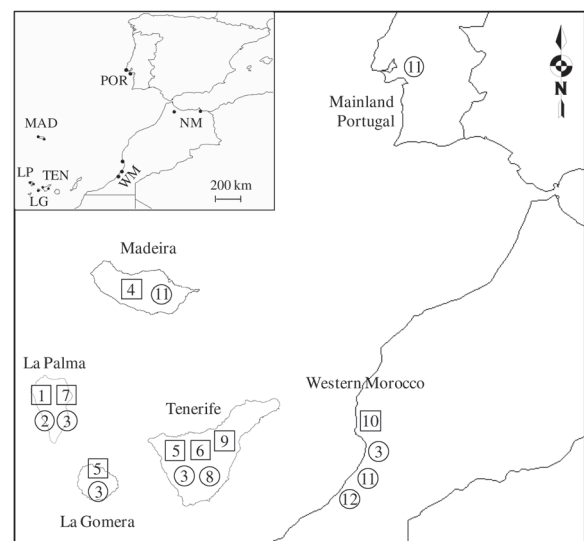 POR
NM
MAD
WM
LP TEN
LG
200 km
11
Mainland
Portugal
N
Madeira
4 11
La Palma
1 7
2 3
Tenerife
5 6 9
3 8
5
3
La Gomera
Western Morocco
10
3
11
12